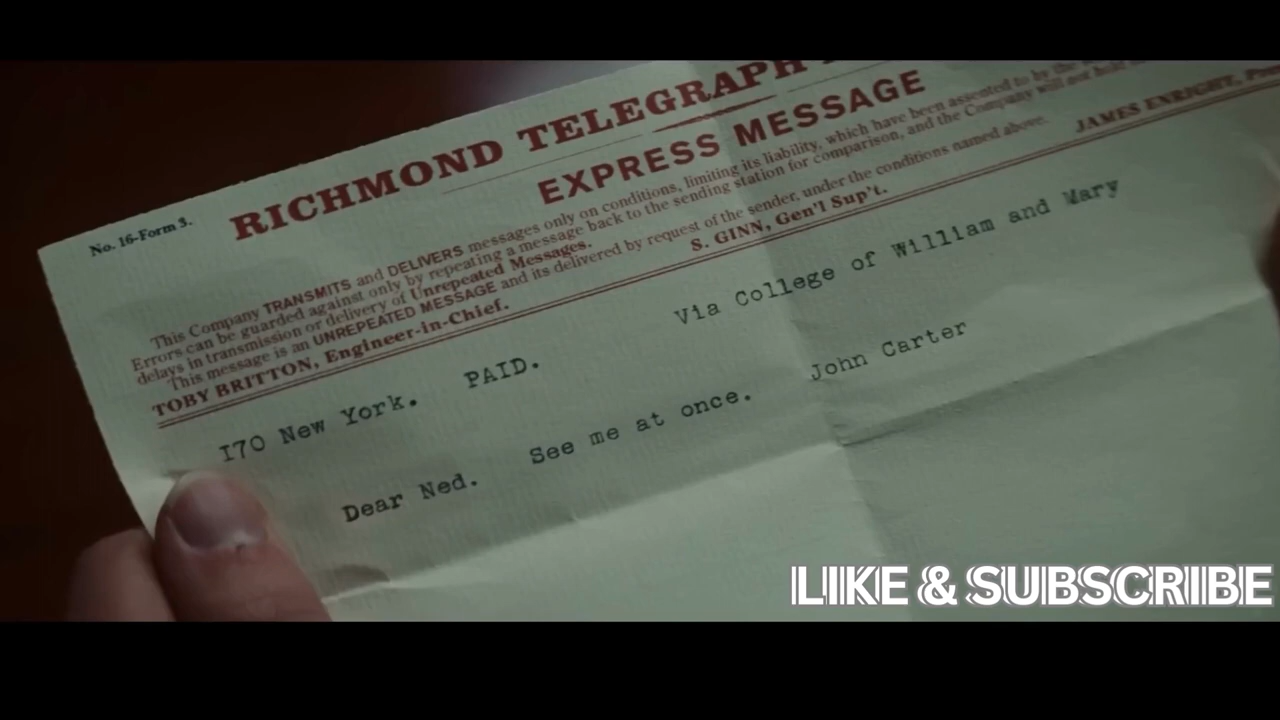 No. 16-Form 3.
RICHMOND TELEGRAPH
EXPRESS MESSAGE
This Company TRANSMITS and DELIVERS messages only on conditions, limiting its liability, which have been assented to by the
Errors can be guarded against only by repeating a message back to the sending station for comparison, and the Company will not hold
delays in transmission or delivery of Unrepeated Messages.
This message is an UNREPEATED MESSAGE and its delivered by request of the sender, under the conditions named above.
TOBY BRITTON, Engineer-in-Chief. S. GINN, Gen'l Sup't. JAMES ENRIGHT,
170 New York. PAID. Via College of William and Mary
Dear Ned. See me at once. John Carter
LIKE & SUBSCRIBE